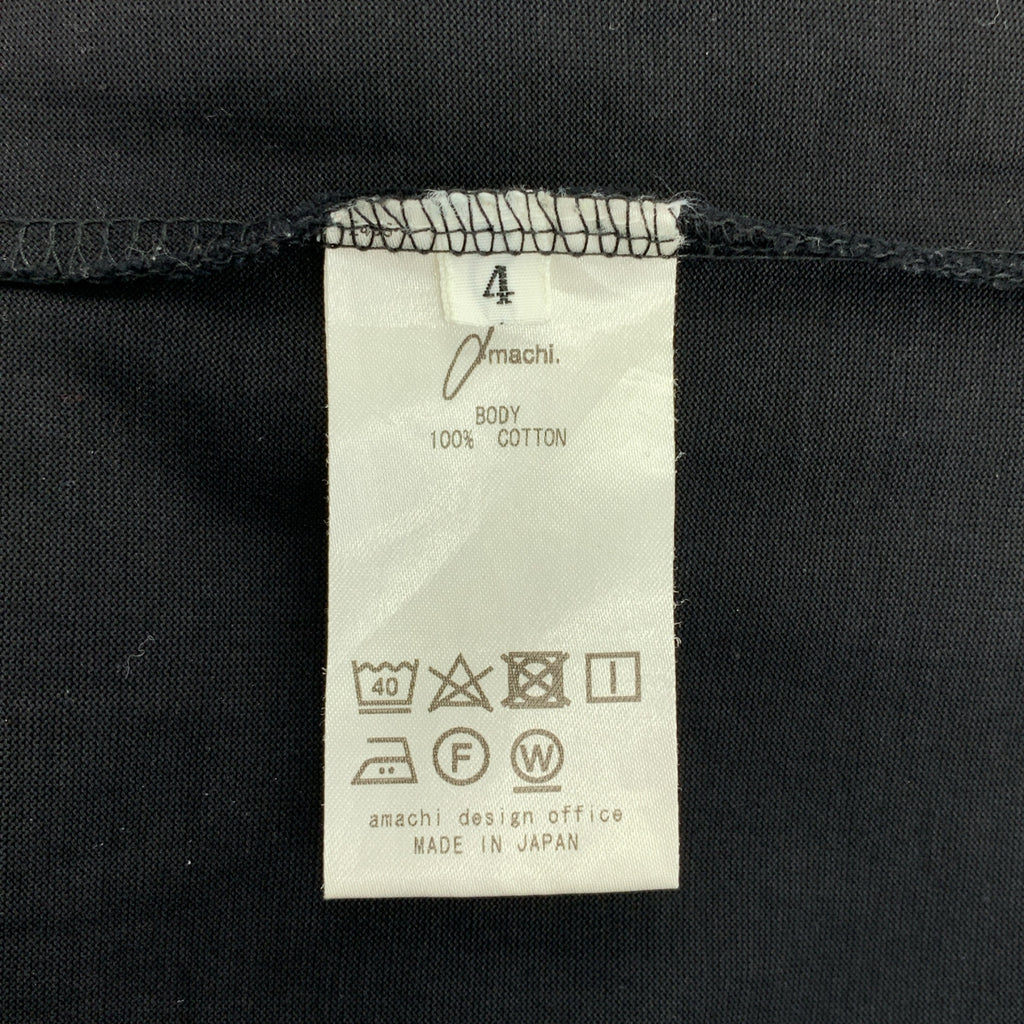 4
amachi.
BODY
100% COTTON
40
F
W
amachi design office
MADE IN JAPAN